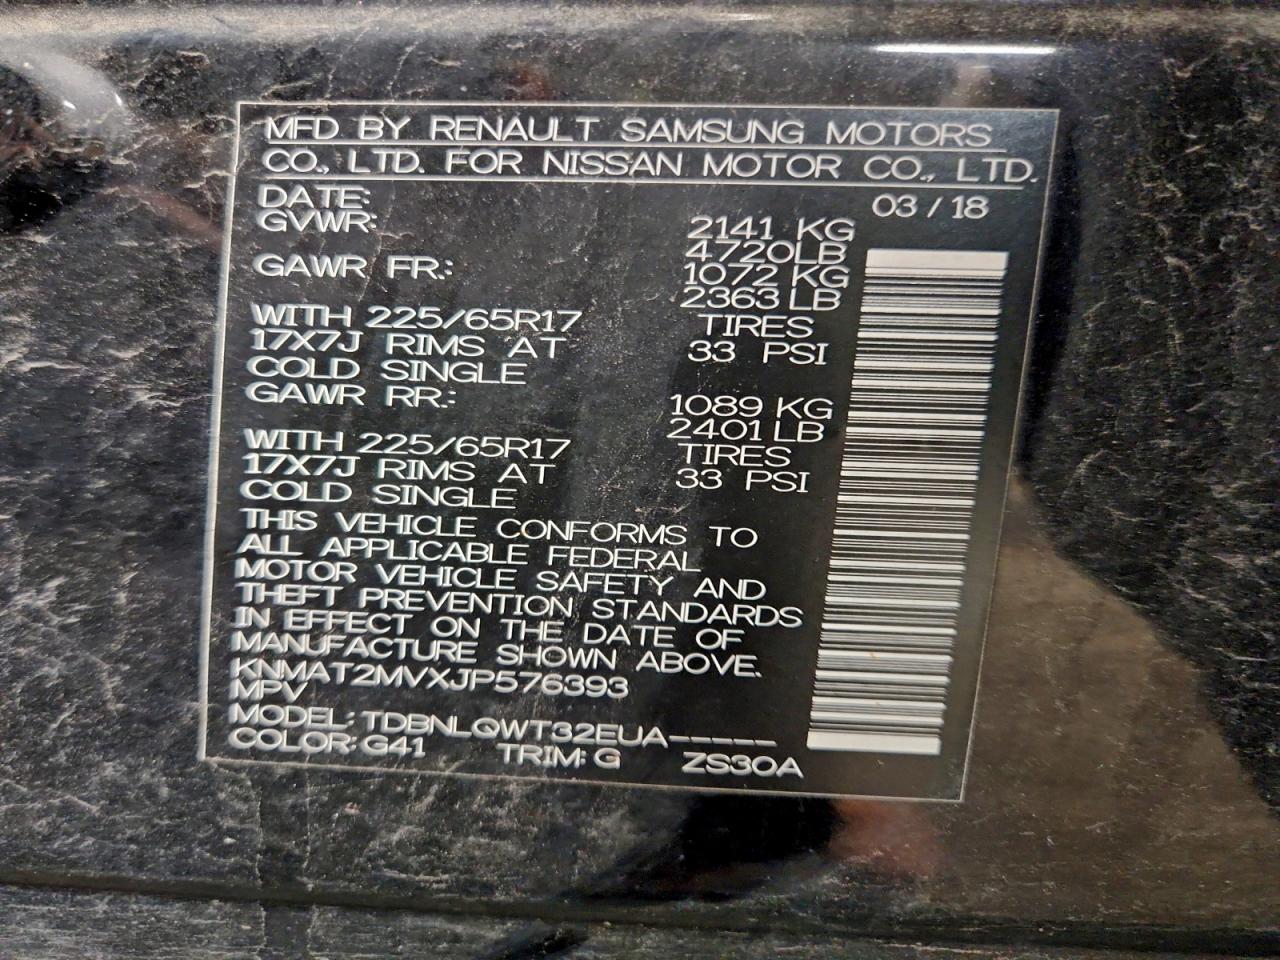 MFD BY RENAULT SAMSUNG MOTORS
CO., LTD. FOR NISSAN MOTOR CO., LTD.
DATE: 03 / 18
GVWR: 2141 KG
4720LB
GAWR FR.: 1072 KG
2363 LB
WITH 225/65R17 TIRES
17X7J RIMS AT 33 PSI
COLD SINGLE
GAWR RR.: 1089 KG
2401 LB
WITH 225/65R17 TIRES
17X7J RIMS AT 33 PSI
COLD SINGLE
THIS VEHICLE CONFORMS TO
ALL APPLICABLE FEDERAL
MOTOR VEHICLE SAFETY AND
THEFT PREVENTION STANDARDS
IN EFFECT ON THE DATE OF
MANUFACTURE SHOWN ABOVE.
KNMAT2MVXJP576393
MPV
MODEL: TDBNLQWT32EUA-----
COLOR: G41 TRIM: G ZS30A